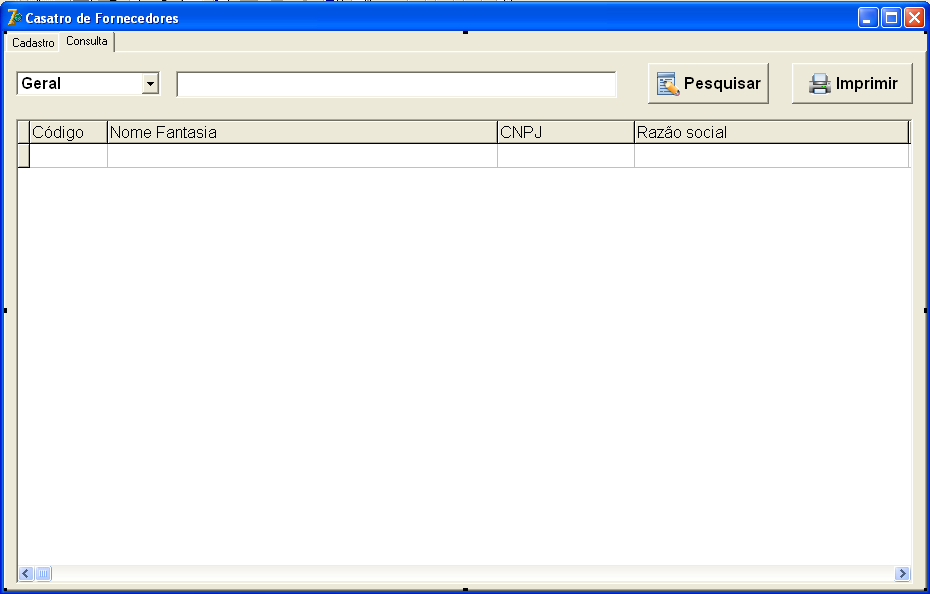 Casatro de Fornecedores
Cadastro Consulta
Geral Pesquisar Imprimir
Código Nome Fantasia CNPJ Razão social